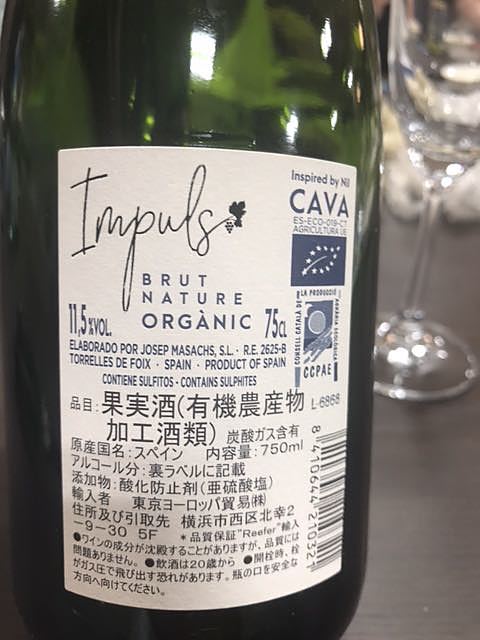 Impuls
Inspired by Nil
CAVA
ES-ECO-019-CT
AGRICULTURA UE
BRUT
NATURE
ORGÀNIC
11,5%VOL.
75CL
LA PRODUCCIÓ
AGRÀRIA ECOLÒGICA
CONSELL CATALÀ DE
CCPAE
ELABORADO POR JOSEP MASACHS, S.L. · R.E. 2625-B
TORRELLES DE FOIX · SPAIN · PRODUCT OF SPAIN
CONTIENE SULFITOS · CONTAINS SULPHITES
L-6868
品目:果実酒(有機農産物
加工酒類) 炭酸ガス含有
原産国名:スペイン 内容量:750ml
アルコール分:裏ラベルに記載
添加物:酸化防止剤(亜硫酸塩)
輸入者 東京ヨーロッパ貿易㈱
住所及び引取先 横浜市西区北幸2
−9−30 5F *品質保証"Reefer"輸入
●ワインの成分が沈殿することがありますが、品質には
問題ありません。●飲酒は20歳から ●開栓時、栓
がガス圧で飛び出す恐れがあります。瓶の口を安全な
方向へ向けてください。
8 410644 210321